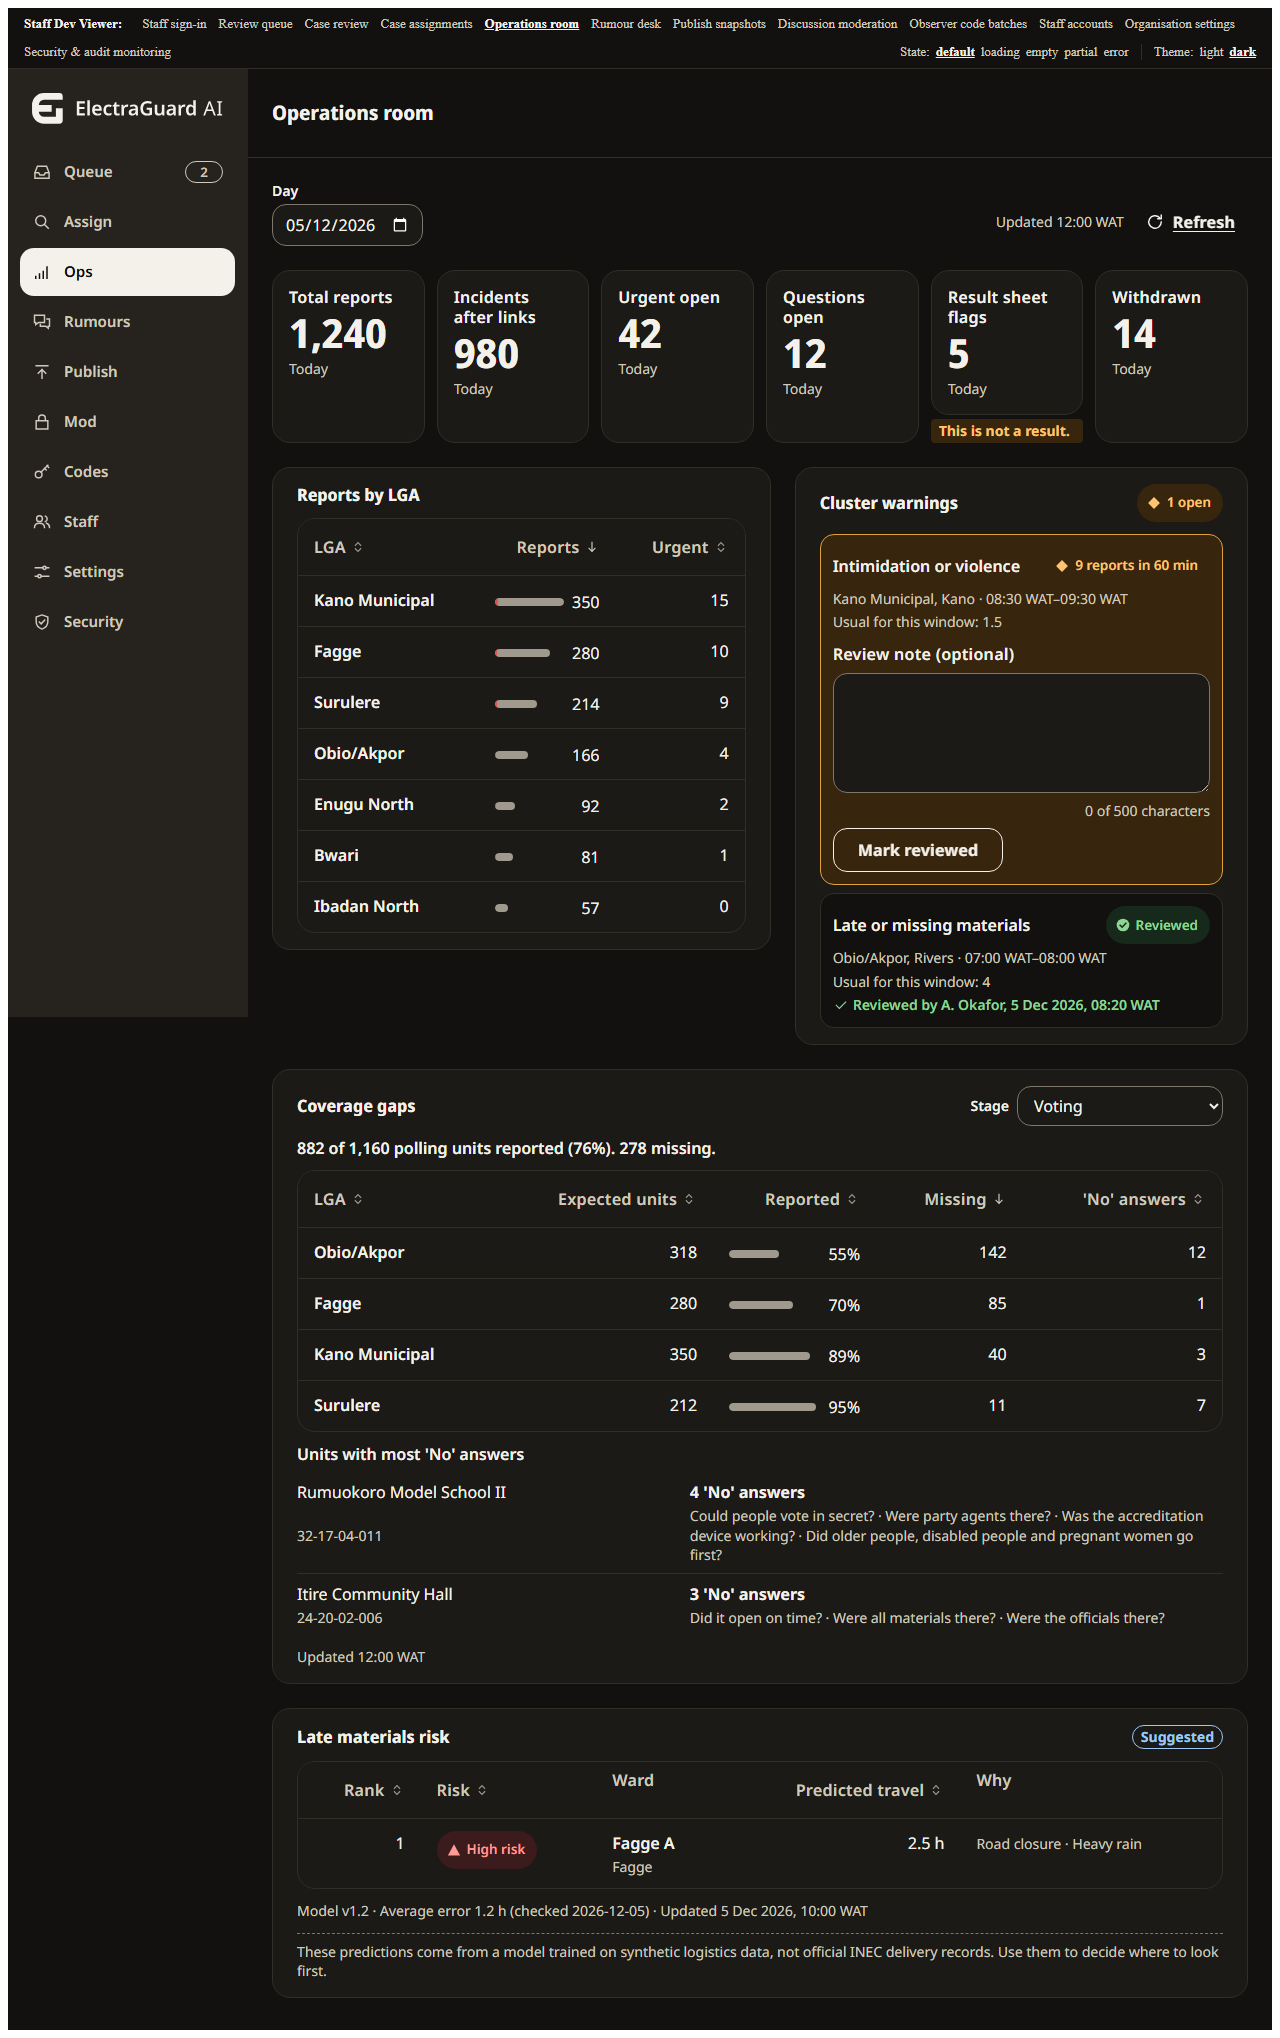 Staff Dev Viewer: Staff sign-in Review queue Case review Case assignments Operations room Rumour desk Publish snapshots Discussion moderation Observer code batches Staff accounts Organisation settings
Security & audit monitoring State: default loading empty partial error Theme: light dark
ElectraGuard AI
Queue 2
Assign
Ops
Rumours
Publish
Mod
Codes
Staff
Settings
Security
Operations room
Day
05/12/2026
Updated 12:00 WAT Refresh
Total reports
1,240
Today
Incidents
after links
980
Today
Urgent open
42
Today
Questions
open
12
Today
Result sheet
flags
5
Today
This is not a result.
Withdrawn
14
Today
Reports by LGA
LGA Reports Urgent
Kano Municipal 350 15
Fagge 280 10
Surulere 214 9
Obio/Akpor 166 4
Enugu North 92 2
Bwari 81 1
Ibadan North 57 0
Cluster warnings 1 open
Intimidation or violence 9 reports in 60 min
Kano Municipal, Kano · 08:30 WAT–09:30 WAT
Usual for this window: 1.5
Review note (optional)
0 of 500 characters
Mark reviewed
Late or missing materials Reviewed
Obio/Akpor, Rivers · 07:00 WAT–08:00 WAT
Usual for this window: 4
Reviewed by A. Okafor, 5 Dec 2026, 08:20 WAT
Coverage gaps Stage Voting
882 of 1,160 polling units reported (76%). 278 missing.
LGA Expected units Reported Missing 'No' answers
Obio/Akpor 318 55% 142 12
Fagge 280 70% 85 1
Kano Municipal 350 89% 40 3
Surulere 212 95% 11 7
Units with most 'No' answers
Rumuokoro Model School II
32-17-04-011
4 'No' answers
Could people vote in secret? · Were party agents there? · Was the accreditation
device working? · Did older people, disabled people and pregnant women go
first?
Itire Community Hall
24-20-02-006
3 'No' answers
Did it open on time? · Were all materials there? · Were the officials there?
Updated 12:00 WAT
Late materials risk Suggested
Rank Risk Ward Predicted travel Why
1 High risk Fagge A 2.5 h Road closure · Heavy rain
Fagge
Model v1.2 · Average error 1.2 h (checked 2026-12-05) · Updated 5 Dec 2026, 10:00 WAT
These predictions come from a model trained on synthetic logistics data, not official INEC delivery records. Use them to decide where to look
first.